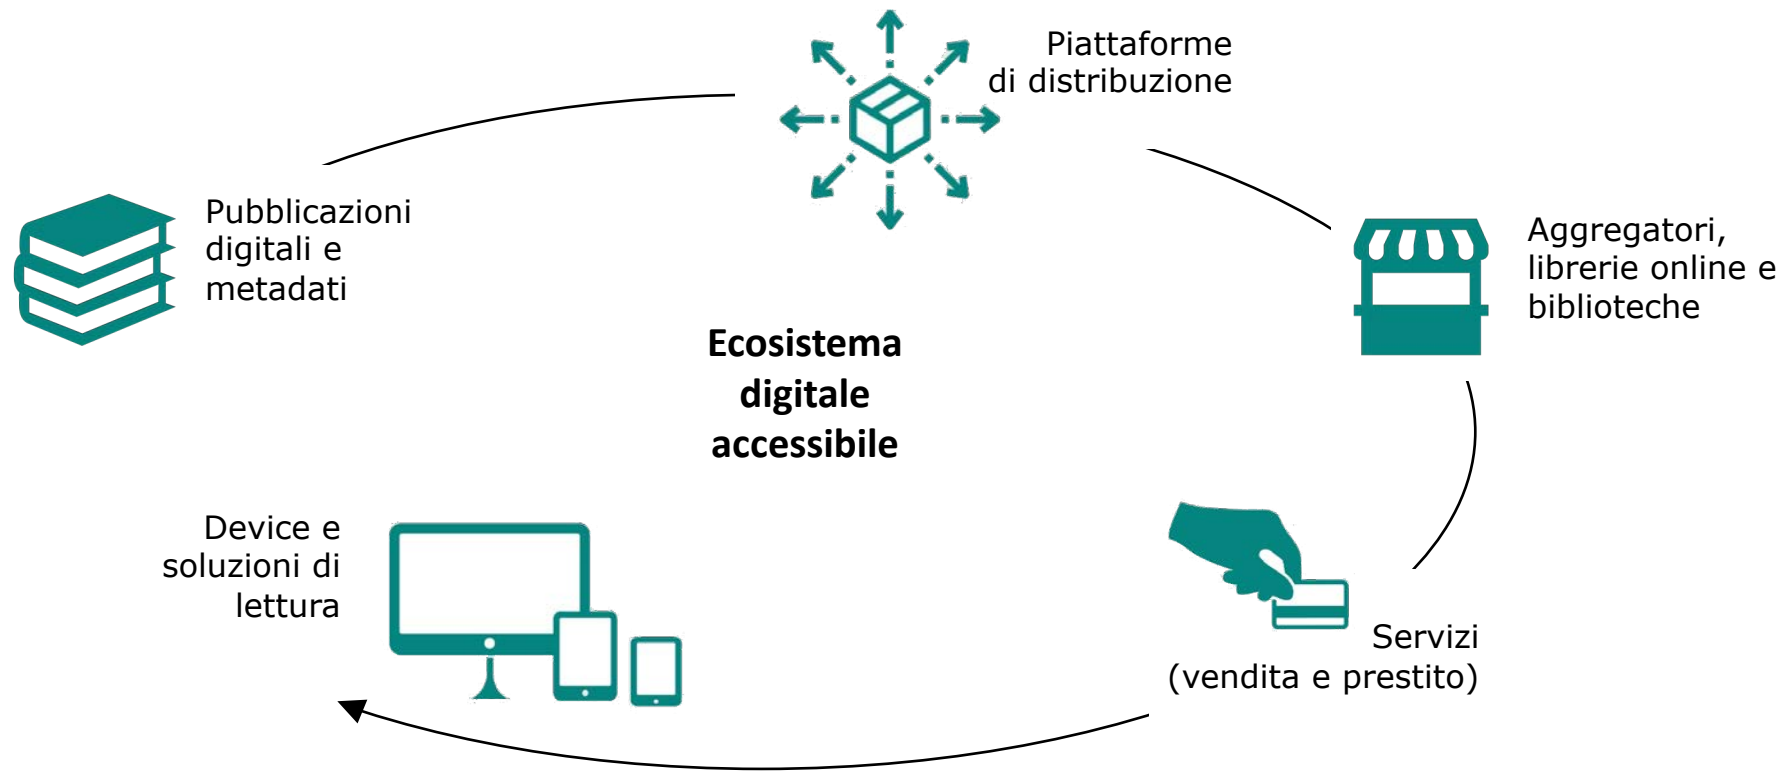 Piattaforme
di distribuzione
Pubblicazioni
digitali e
metadati
Aggregatori,
librerie online e
biblioteche
Ecosistema
digitale
accessibile
Device e
soluzioni di
lettura
Servizi
(vendita e prestito)